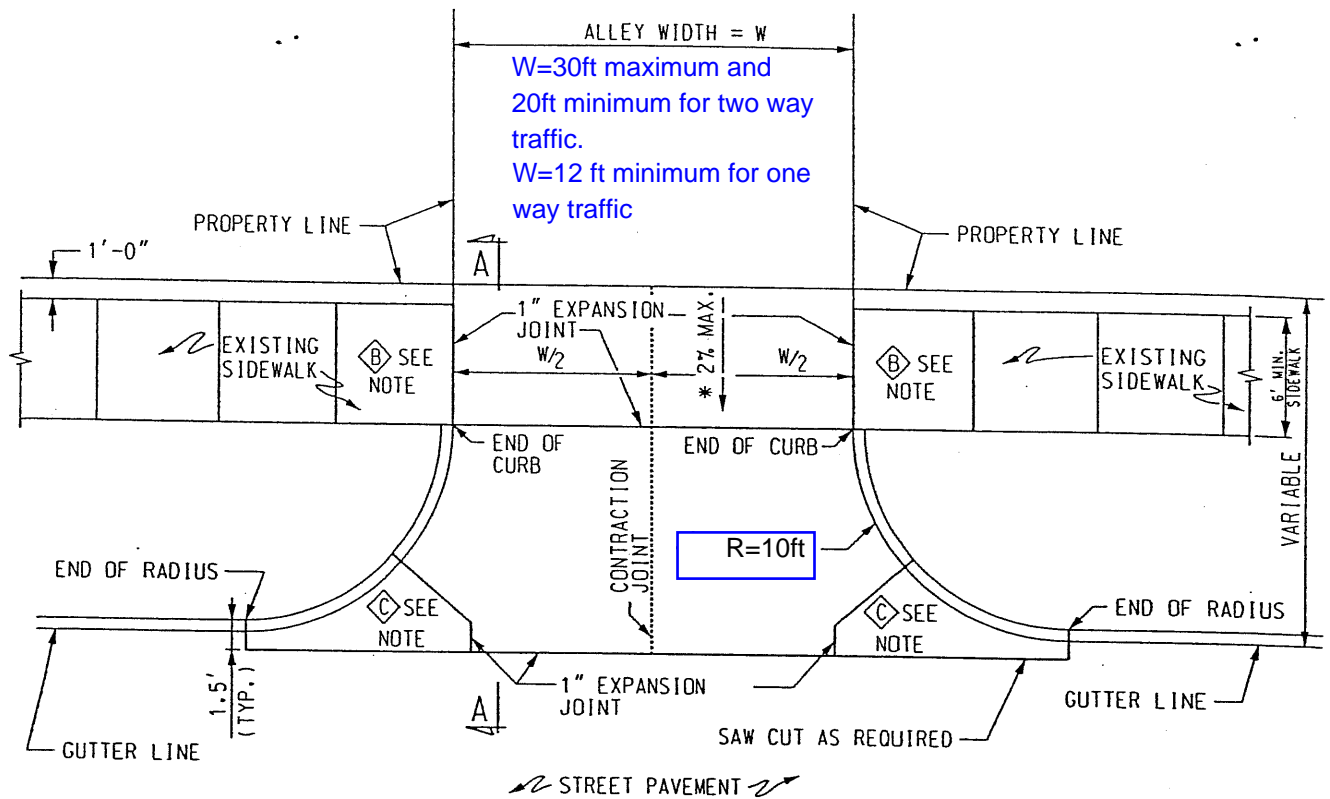 ALLEY WIDTH = W
W=30ft maximum and
20ft minimum for two way
traffic.
W=12 ft minimum for one
way traffic
PROPERTY LINE
PROPERTY LINE
1'-0"
A
1" EXPANSION
JOINT
* 2% MAX.
W/2
W/2
EXISTING
SIDEWALK
B SEE
NOTE
B SEE
NOTE
EXISTING
SIDEWALK
6' MIN.
SIDEWALK
END OF
CURB
END OF CURB
CONTRACTION
JOINT
VARIABLE
R=10ft
END OF RADIUS
C SEE
NOTE
C SEE
NOTE
END OF RADIUS
1.5'
(TYP.)
1" EXPANSION
JOINT
A
GUTTER LINE
GUTTER LINE
SAW CUT AS REQUIRED
STREET PAVEMENT